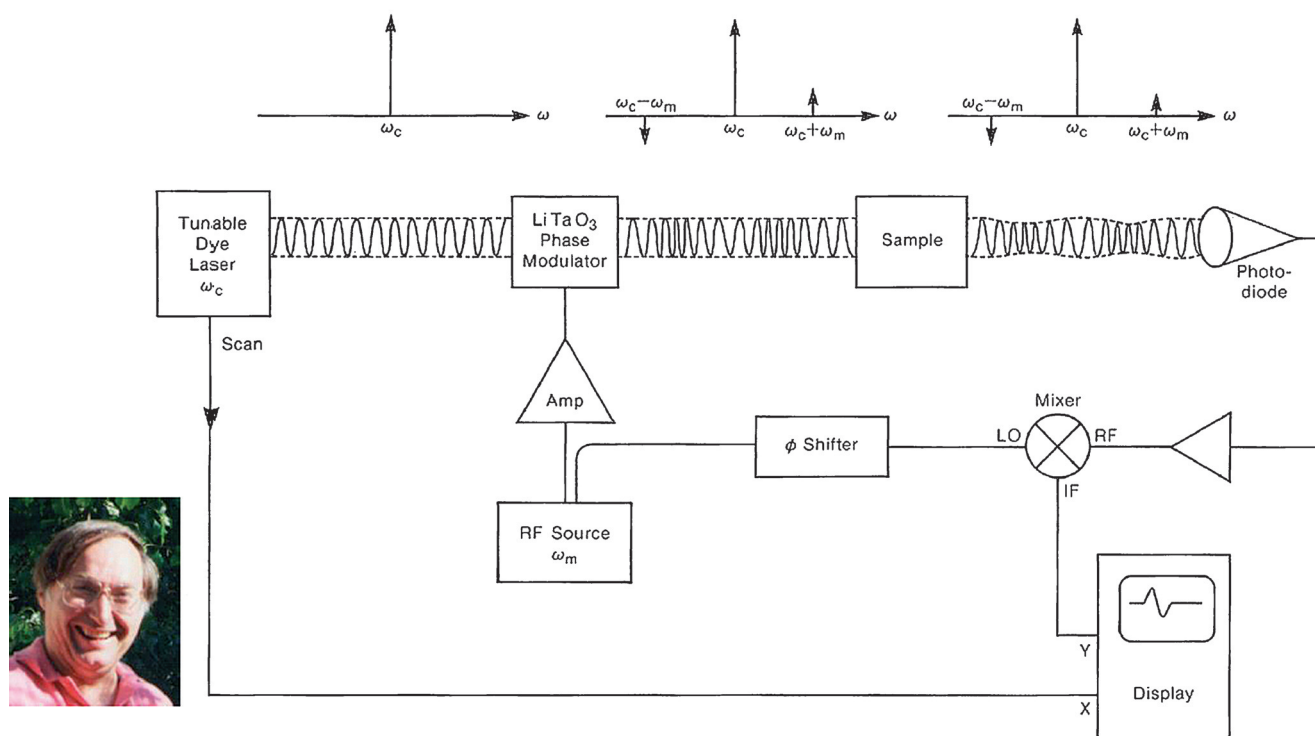 ω
ω_c
ω_c−ω_m
ω_c
ω_c+ω_m
ω
ω_c−ω_m
ω_c
ω_c+ω_m
ω
Tunable
Dye
Laser
ω_c
LiTaO₃
Phase
Modulator
Sample
Photo-
diode
Scan
Amp
Mixer
LO
RF
IF
ϕ Shifter
RF Source
ω_m
Y
X
Display